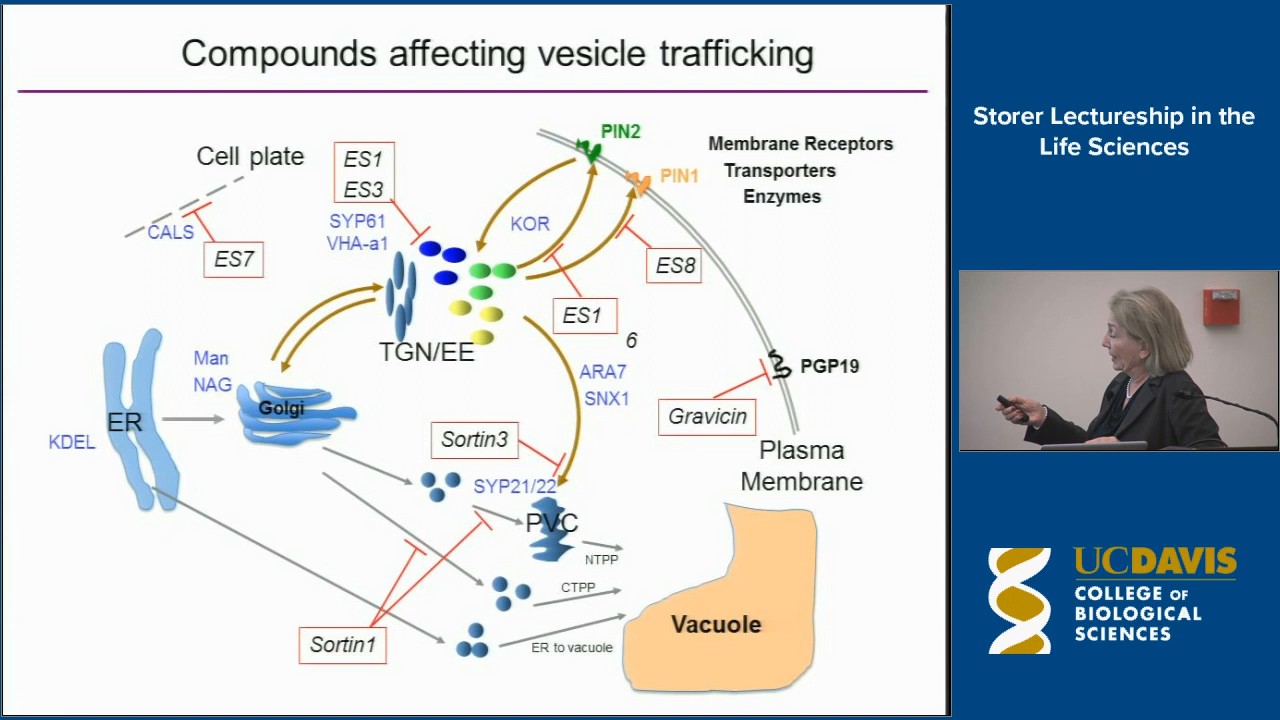 Compounds affecting vesicle trafficking
Cell plate
CALS
ES7
ES1
ES3
SYP61
VHA-a1
KOR
PIN2
PIN1
Membrane Receptors
Transporters
Enzymes
ES8
ES1
6
TGN/EE
Man
NAG
Golgi
ER
KDEL
ARA7
SNX1
PGP19
Gravicin
Plasma
Membrane
Sortin3
SYP21/22
PVC
NTPP
CTPP
ER to vacuole
Sortin1
Vacuole
Storer Lectureship in the
Life Sciences
UCDAVIS
COLLEGE OF
BIOLOGICAL
SCIENCES